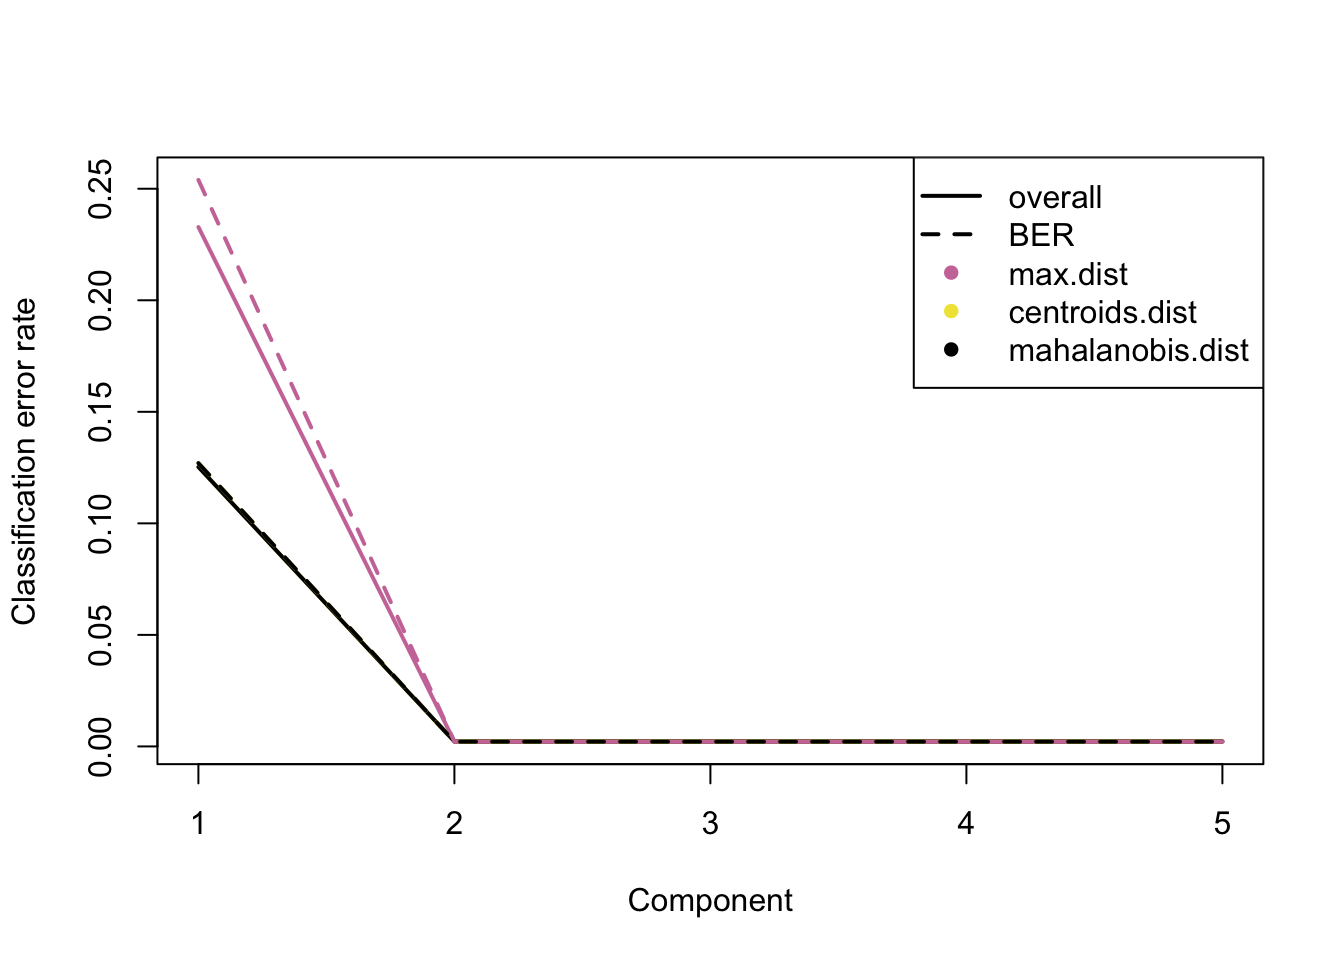 overall
BER
max.dist
centroids.dist
mahalanobis.dist
Classification error rate
0.25
0.20
0.15
0.10
0.05
0.00
1 2 3 4 5
Component